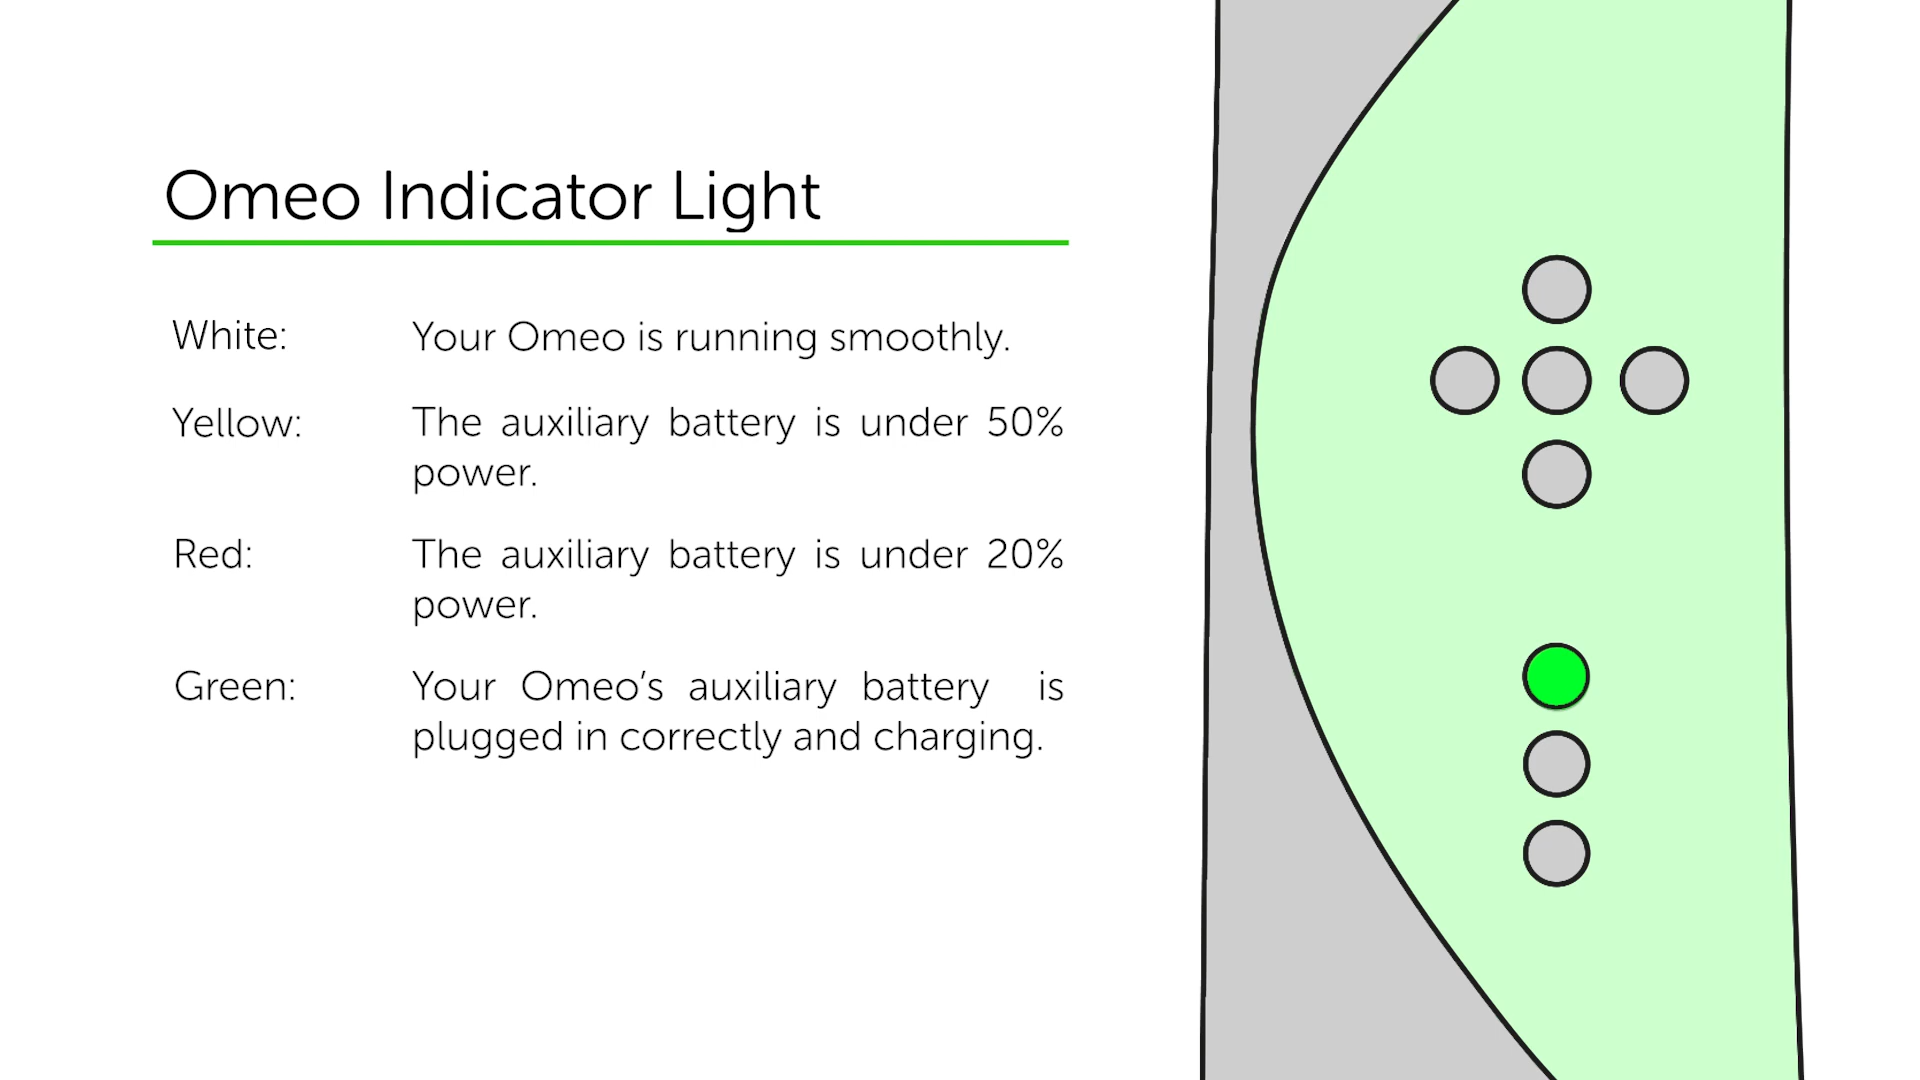 Omeo Indicator Light
White: Your Omeo is running smoothly.
Yellow: The auxiliary battery is under 50%
power.
Red: The auxiliary battery is under 20%
power.
Green: Your Omeo’s auxiliary battery is
plugged in correctly and charging.